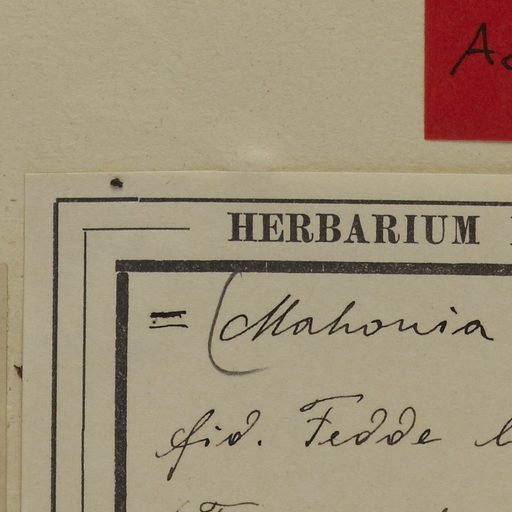 HERBARIUM
= (Mahonia
fid. Fedde